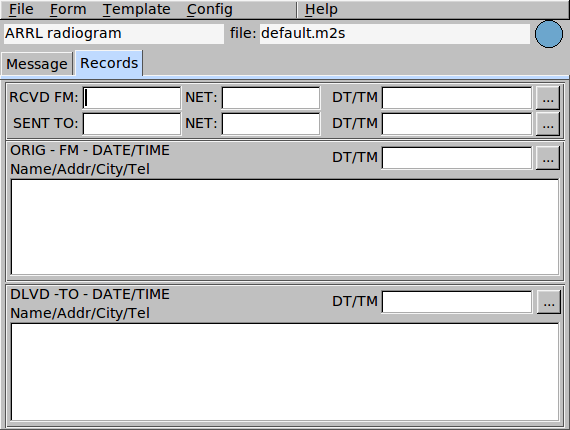 File Form Template Config Help
ARRL radiogram file: default.m2s
Message Records
RCVD FM: NET: DT/TM ...
SENT TO: NET: DT/TM ...
ORIG - FM - DATE/TIME DT/TM ...
Name/Addr/City/Tel
DLVD -TO - DATE/TIME DT/TM ...
Name/Addr/City/Tel